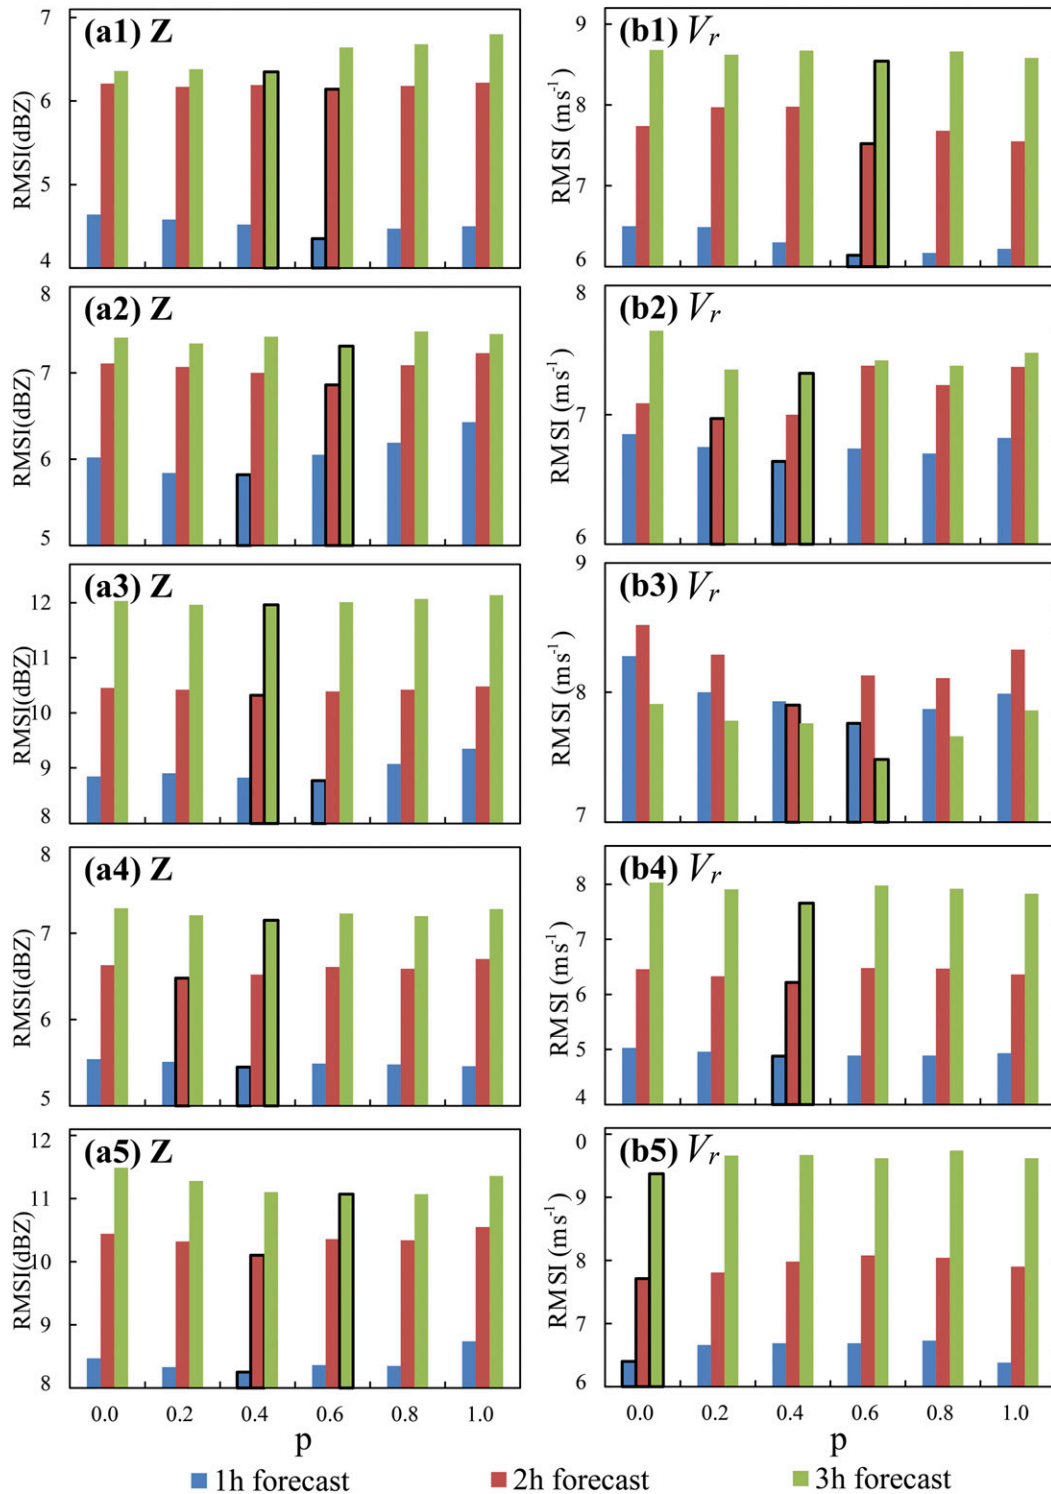 (a1) Z
RMSI(dBZ)
7
6
5
4
(b1) Vr
RMSI (ms-1)
9
8
7
6
(a2) Z
RMSI(dBZ)
8
7
6
5
(b2) Vr
RMSI (ms-1)
8
7
6
(a3) Z
RMSI(dBZ)
12
11
10
9
8
(b3) Vr
RMSI (ms-1)
9
8
7
(a4) Z
RMSI(dBZ)
8
7
6
5
(b4) Vr
RMSI (ms-1)
8
7
6
5
4
(a5) Z
RMSI(dBZ)
12
11
10
8
8
(b5) Vr
RMSI (ms-1)
0
9
8
7
6
0.0 0.2 0.4 0.6 0.8 1.0
p
0.0 0.2 0.4 0.6 0.8 1.0
p
1h forecast 2h forecast 3h forecast